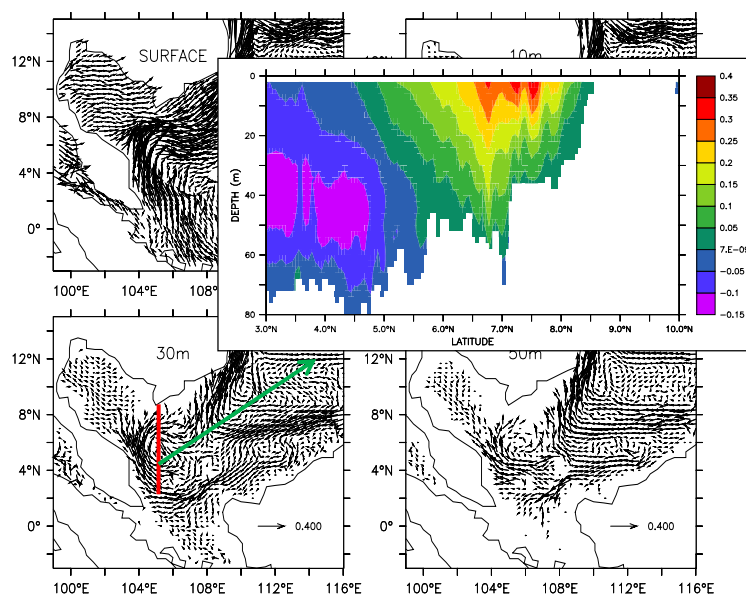 SURFACE
12°N
8°N
4°N
0°
100°E
104°E
108°
0
20
40
60
80
DEPTH (m)
3.0°N 4.0°N 5.0°N 6.0°N 7.0°N 8.0°N 9.0°N 10.0°N
LATITUDE
0.4
0.35
0.3
0.25
0.2
0.15
0.1
0.05
7.E-09
-0.05
-0.1
-0.15
30m
12°N
8°N
4°N
0°
0.400
100°E 104°E 108°E 112°E 116°E
50m
12°N
8°N
4°N
0°
0.400
100°E 104°E 108°E 112°E 116°E